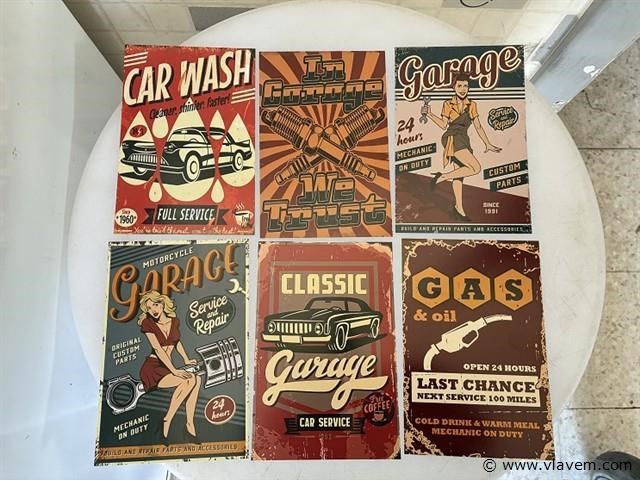 CAR WASH
Cleaner, shinier, faster!
1960
FULL SERVICE
In
Garage
We
Trust
Garage
24
hours
MECHANIC
ON DUTY
Service
and
Repair
CUSTOM
PARTS
SINCE
1991
BUILD AND REPAIR PARTS AND ACCESSORIES
MOTORCYCLE
GARAGE
Service
and
Repair
ORIGINAL
CUSTOM
PARTS
24
hours
MECHANIC
ON DUTY
BUILD AND REPAIR PARTS AND ACCESSORIES
CLASSIC
Garage
Free
COFFEE
CAR SERVICE
GAS
& oil
OPEN 24 HOURS
LAST CHANCE
NEXT SERVICE 100 MILES
COLD DRINK & WARM MEAL
MECHANIC ON DUTY
© www.vlavem.com